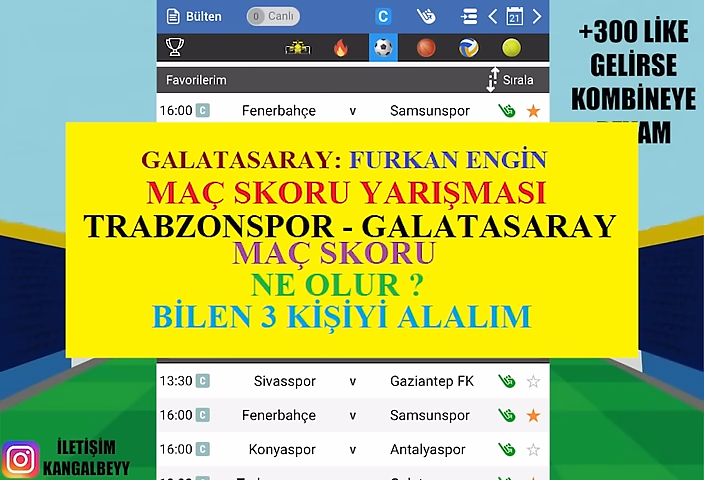 Bülten
0 Canlı
C
21
+300 LİKE
GELİRSE
KOMBİNEYE
Favorilerim
Sırala
16:00 C Fenerbahçe v Samsunspor
GALATASARAY: FURKAN ENGİN
MAÇ SKORU YARIŞMASI
TRABZONSPOR - GALATASARAY
MAÇ SKORU
NE OLUR ?
BİLEN 3 KİŞİYİ ALALIM
13:30 C Sivasspor v Gaziantep FK
16:00 C Fenerbahçe v Samsunspor
16:00 C Konyaspor v Antalyaspor
İLETİŞİM
KANGALBEYY